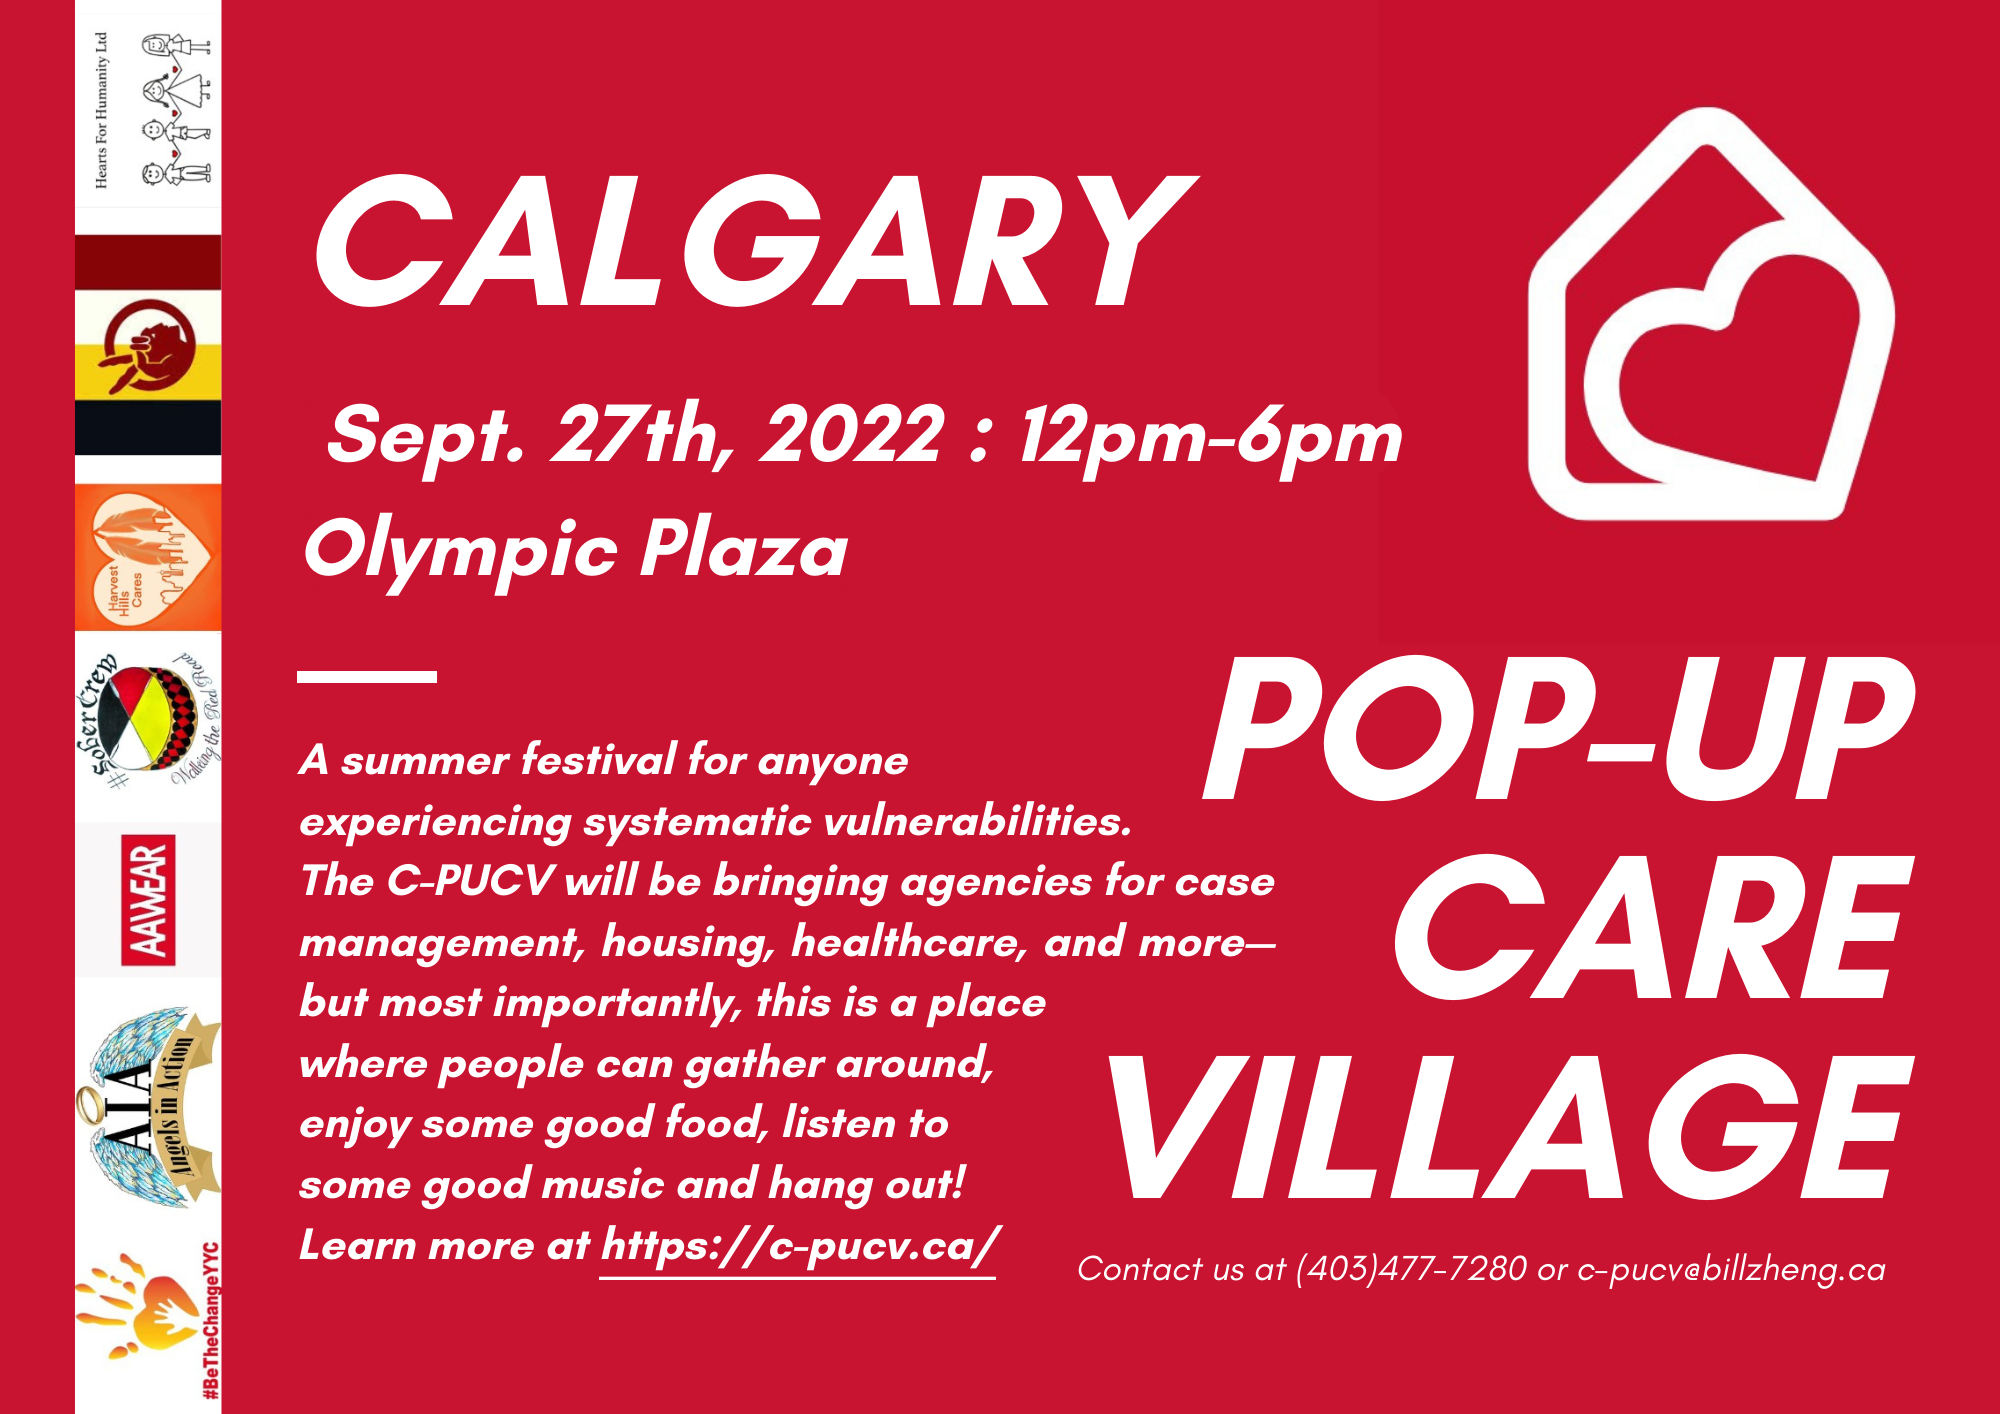 Hearts For Humanity Ltd
Harvest
Hills
Cares
#SoberCrew
Walking the Red Road
AAWEAR
AIA
Angels in Action
#BeTheChangeYYC
CALGARY
Sept. 27th, 2022 : 12pm-6pm
Olympic Plaza
A summer festival for anyone
experiencing systematic vulnerabilities.
The C-PUCV will be bringing agencies for case
management, housing, healthcare, and more—
but most importantly, this is a place
where people can gather around,
enjoy some good food, listen to
some good music and hang out!
Learn more at https://c-pucv.ca/
POP-UP
CARE
VILLAGE
Contact us at (403)477-7280 or c-pucv@billzheng.ca